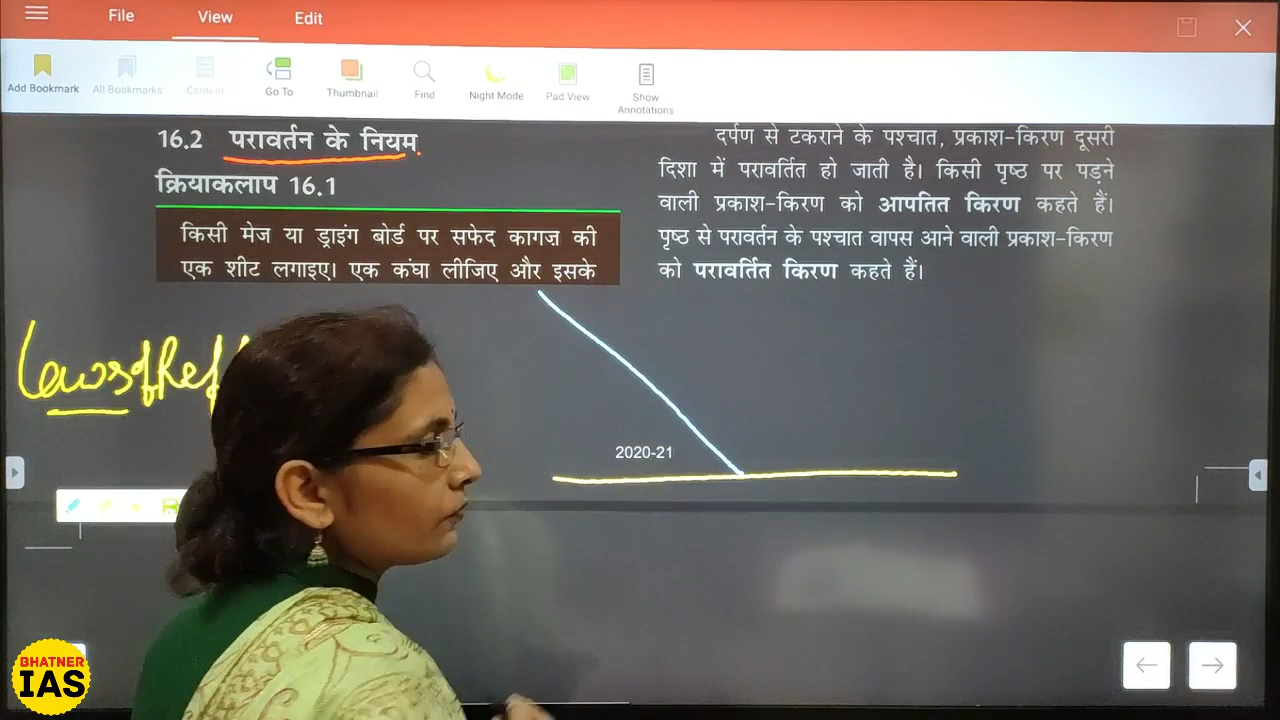 File View Edit
Add Bookmark All Bookmarks Content Go To Thumbnail Find Night Mode Pad View Show Annotations
16.2 परावर्तन के नियम
क्रियाकलाप 16.1
किसी मेज या ड्राइंग बोर्ड पर सफेद कागज़ की
एक शीट लगाइए। एक कंघा लीजिए और इसके
दर्पण से टकराने के पश्चात, प्रकाश-किरण दूसरी
दिशा में परावर्तित हो जाती है। किसी पृष्ठ पर पड़ने
वाली प्रकाश-किरण को आपतित किरण कहते हैं।
पृष्ठ से परावर्तन के पश्चात वापस आने वाली प्रकाश-किरण
को परावर्तित किरण कहते हैं।
Laws of Ref
2020-21
BHATNER
IAS